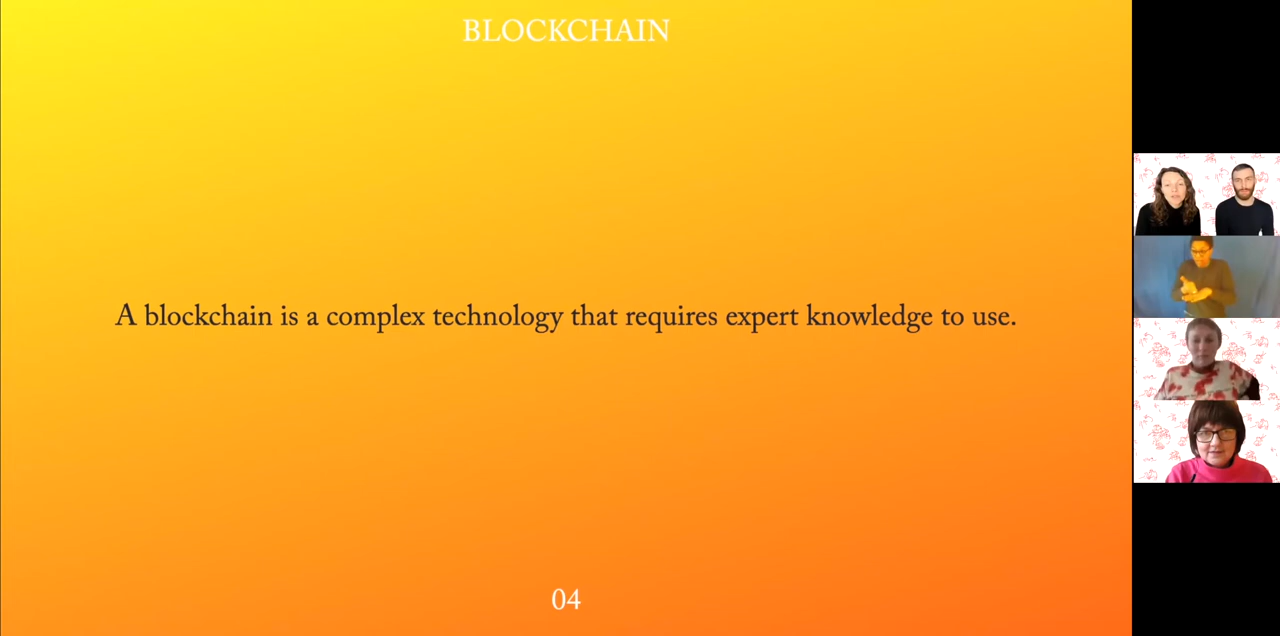 BLOCKCHAIN
A blockchain is a complex technology that requires expert knowledge to use.
04